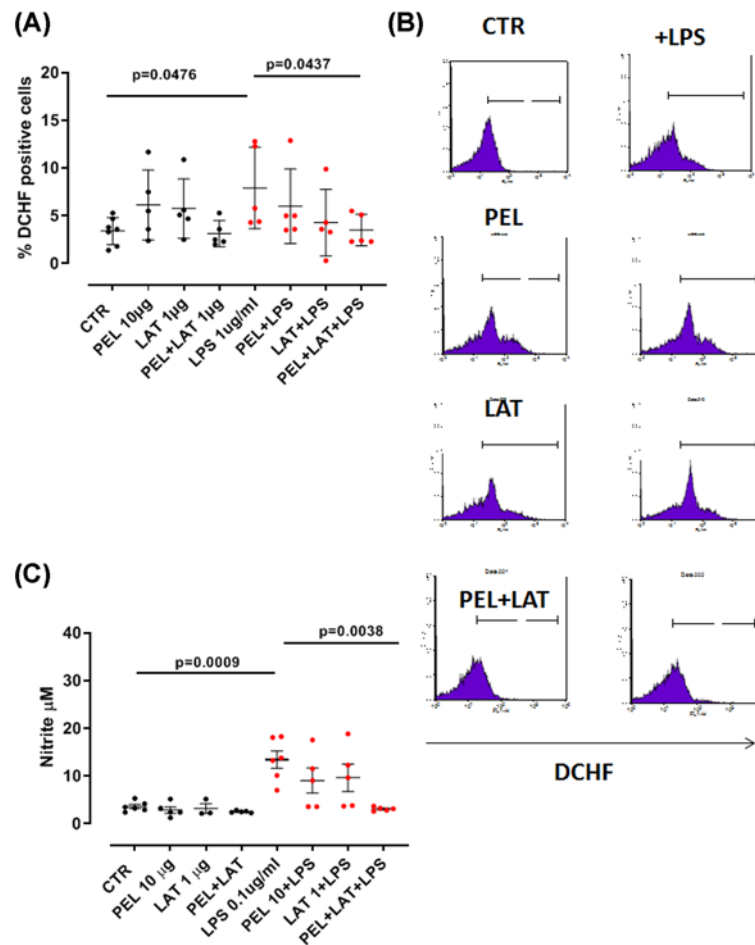 (A)
p=0.0476
p=0.0437
% DCHF positive cells
20
15
10
5
0
CTR
PEL 10µg
LAT 1µg
PEL+LAT 1µg
LPS 1ug/ml
PEL+LPS
LAT+LPS
PEL+LAT+LPS
(B)
CTR
+LPS
PEL
LAT
PEL+LAT
DCHF
(C)
p=0.0009
p=0.0038
Nitrite µM
40
30
20
10
0
CTR
PEL 10 µg
LAT 1 µg
PEL+LAT
LPS 0.1ug/ml
PEL 10+LPS
LAT 1+LPS
PEL+LAT+LPS